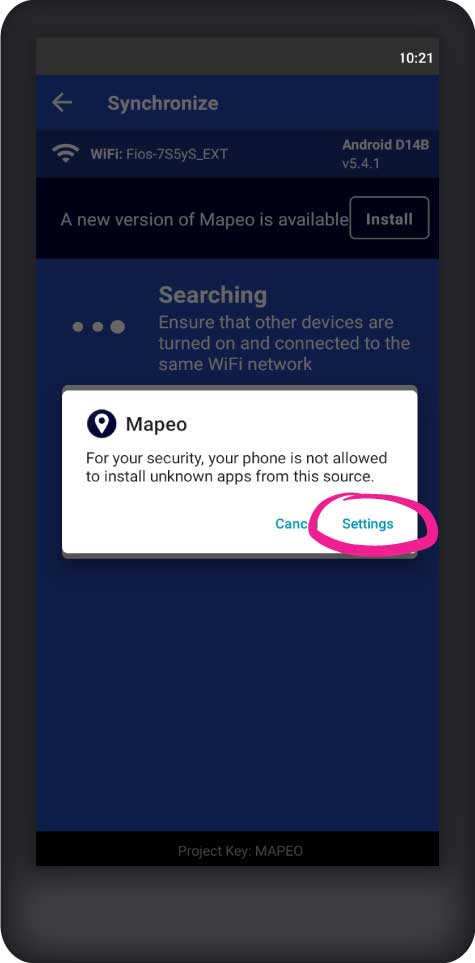 10:21
Synchronize
WiFi: Fios-7S5yS_EXT
Android D14B
v5.4.1
A new version of Mapeo is available
Install
Searching
Ensure that other devices are
turned on and connected to the
same WiFi network
Mapeo
For your security, your phone is not allowed
to install unknown apps from this source.
Canc
Settings
Project Key: MAPEO